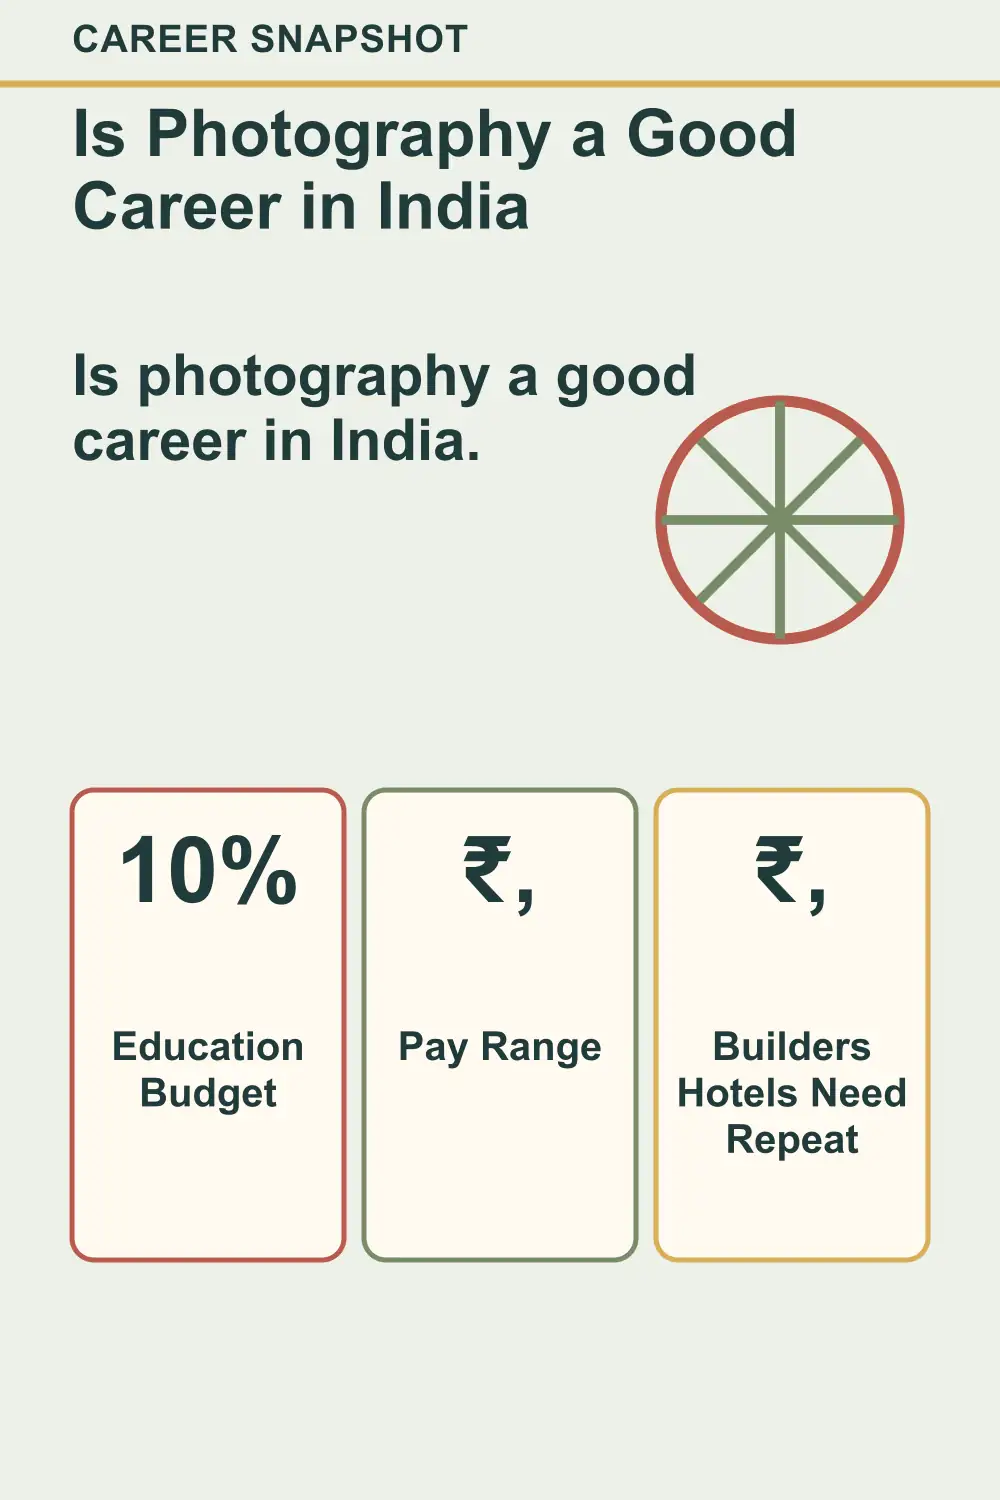 CAREER SNAPSHOT
Is Photography a Good
Career in India
Is photography a good
career in India.
10%
Education
Budget
₹,
Pay Range
₹,
Builders
Hotels Need
Repeat